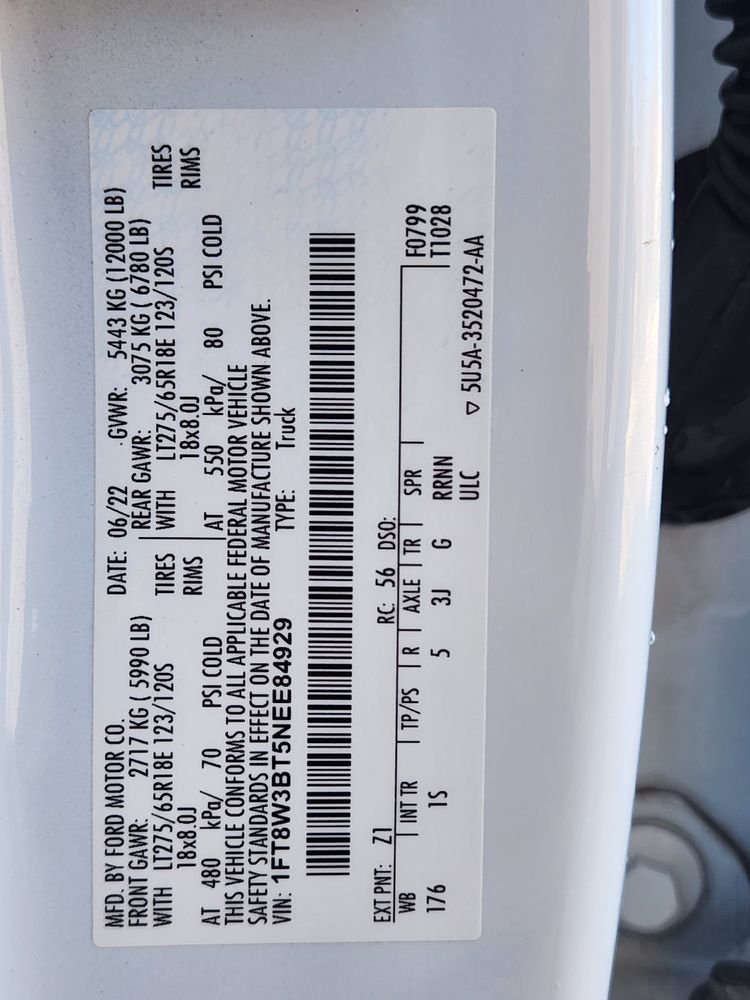 MFD. BY FORD MOTOR CO.
DATE: 06/22 GVWR: 5443 KG (12000 LB)
FRONT GAWR: 2717 KG ( 5990 LB)
REAR GAWR: 3075 KG ( 6780 LB)
WITH LT275/65R18E 123/120S TIRES
WITH LT275/65R18E 123/120S TIRES
18x8.0J RIMS
18x8.0J RIMS
AT 480 kPa/ 70 PSI COLD
AT 550 kPa/ 80 PSI COLD
THIS VEHICLE CONFORMS TO ALL APPLICABLE FEDERAL MOTOR VEHICLE
SAFETY STANDARDS IN EFFECT ON THE DATE OF MANUFACTURE SHOWN ABOVE.
VIN: 1FT8W3BT5NEE84929 TYPE: Truck
EXT PNT: Z1 RC: 56 DSO:
F0799
WB INT TR TP/PS R AXLE TR SPR
T1028
176 1S 5 3J G RRNN
ULC ▽ 5U5A-3520472-AA